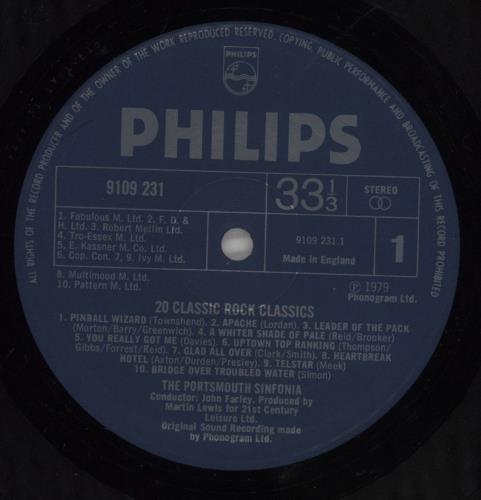 ALL RIGHTS OF THE RECORD PRODUCER AND OF THE OWNER OF THE WORK REPRODUCED RESERVED. COPYING, PUBLIC PERFORMANCE AND BROADCASTING OF THIS RECORD PROHIBITED
PHILIPS
PHILIPS
9109 231
33 1/3
STEREO
1. Fabulous M. Ltd. 2. F. D. &
H. Ltd. 3. Robert Mellin Ltd.
4. Tro-Essex M. Ltd.
5. E. Kassner M. Co. Ltd.
6. Cop. Con. 7, 9. Ivy M. Ltd.
8. Multimood M. Ltd.
10. Pattern M. Ltd.
9109 231.1
Made in England
1
Ⓟ 1979
Phonogram Ltd.
20 CLASSIC ROCK CLASSICS
1. PINBALL WIZARD (Townshend). 2. APACHE (Lordan). 3. LEADER OF THE PACK
(Morton/Barry/Greenwich). 4. A WHITER SHADE OF PALE (Reid/Brooker)
5. YOU REALLY GOT ME (Davies). 6. UPTOWN TOP RANKING (Thompson/
Gibbs/Forrest/Reid). 7. GLAD ALL OVER (Clark/Smith). 8. HEARTBREAK
HOTEL (Axton/Durden/Presley). 9. TELSTAR (Meek)
10. BRIDGE OVER TROUBLED WATER (Simon)
THE PORTSMOUTH SINFONIA
Conductor: John Farley. Produced by
Martin Lewis for 21st Century
Leisure Ltd.
Original Sound Recording made
by Phonogram Ltd.